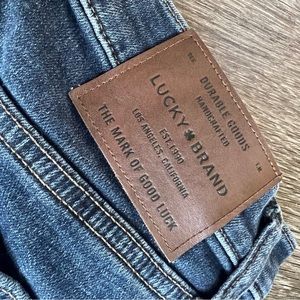 DURABLE GOODS
HANDCRAFTED
LUCKY BRAND
EST. 1990
LOS ANGELES, CALIFORNIA
THE MARK OF GOOD LUCK